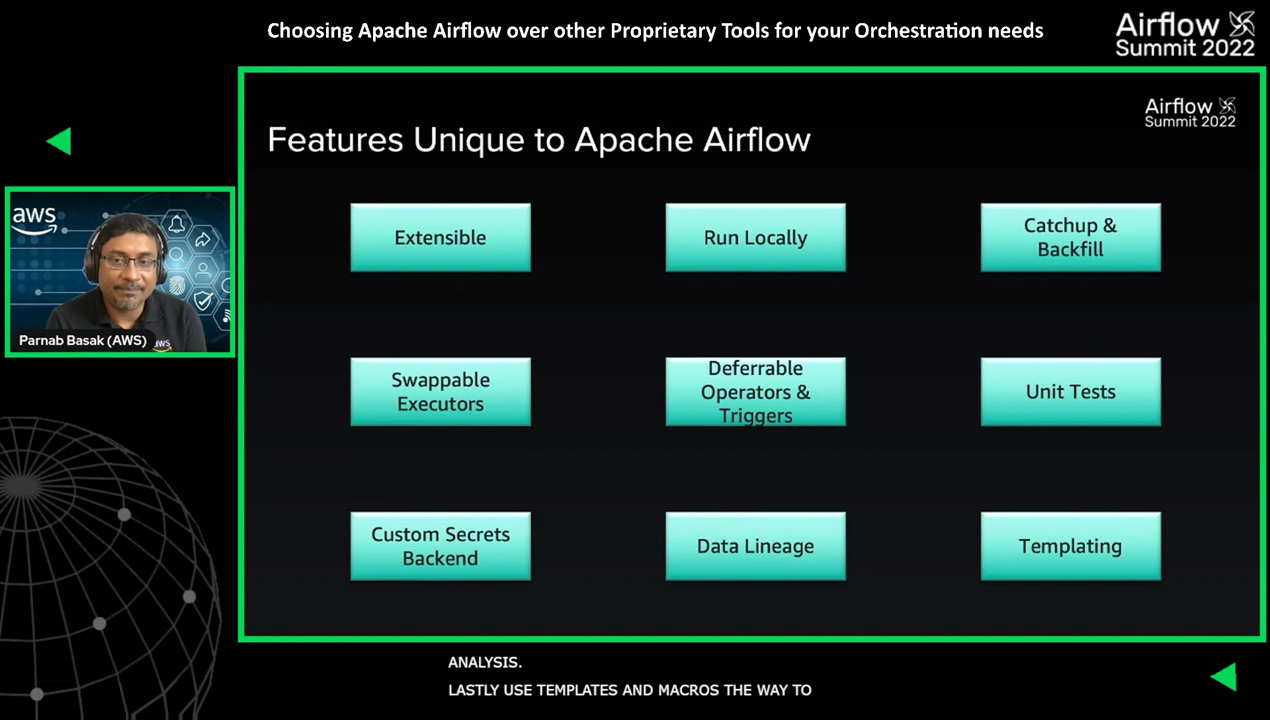 Choosing Apache Airflow over other Proprietary Tools for your Orchestration needs
Airflow
Summit 2022
Airflow
Summit 2022
Features Unique to Apache Airflow
Extensible
Run Locally
Catchup &
Backfill
aws
Parnab Basak (AWS)
aws
Swappable
Executors
Deferrable
Operators &
Triggers
Unit Tests
Custom Secrets
Backend
Data Lineage
Templating
ANALYSIS.
LASTLY USE TEMPLATES AND MACROS THE WAY TO